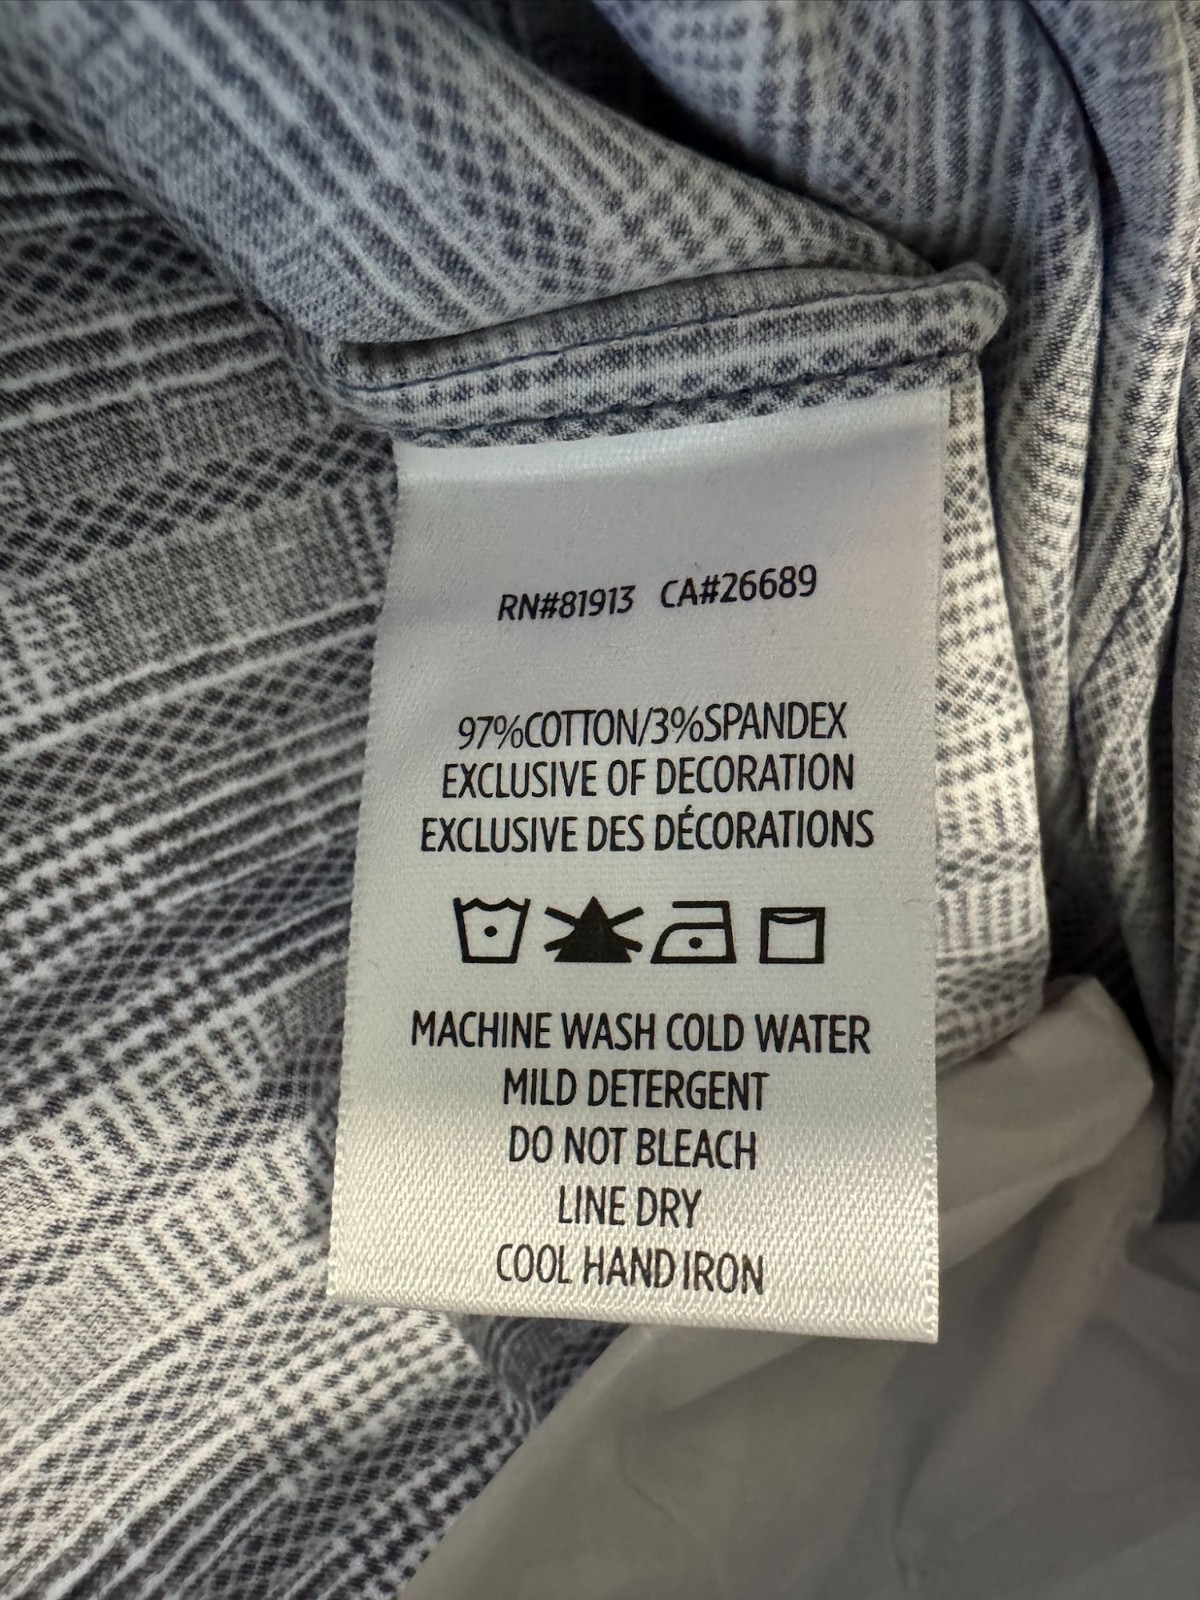 RN#81913 CA#26689
97%COTTON/3%SPANDEX
EXCLUSIVE OF DECORATION
EXCLUSIVE DES DÉCORATIONS
MACHINE WASH COLD WATER
MILD DETERGENT
DO NOT BLEACH
LINE DRY
COOL HAND IRON